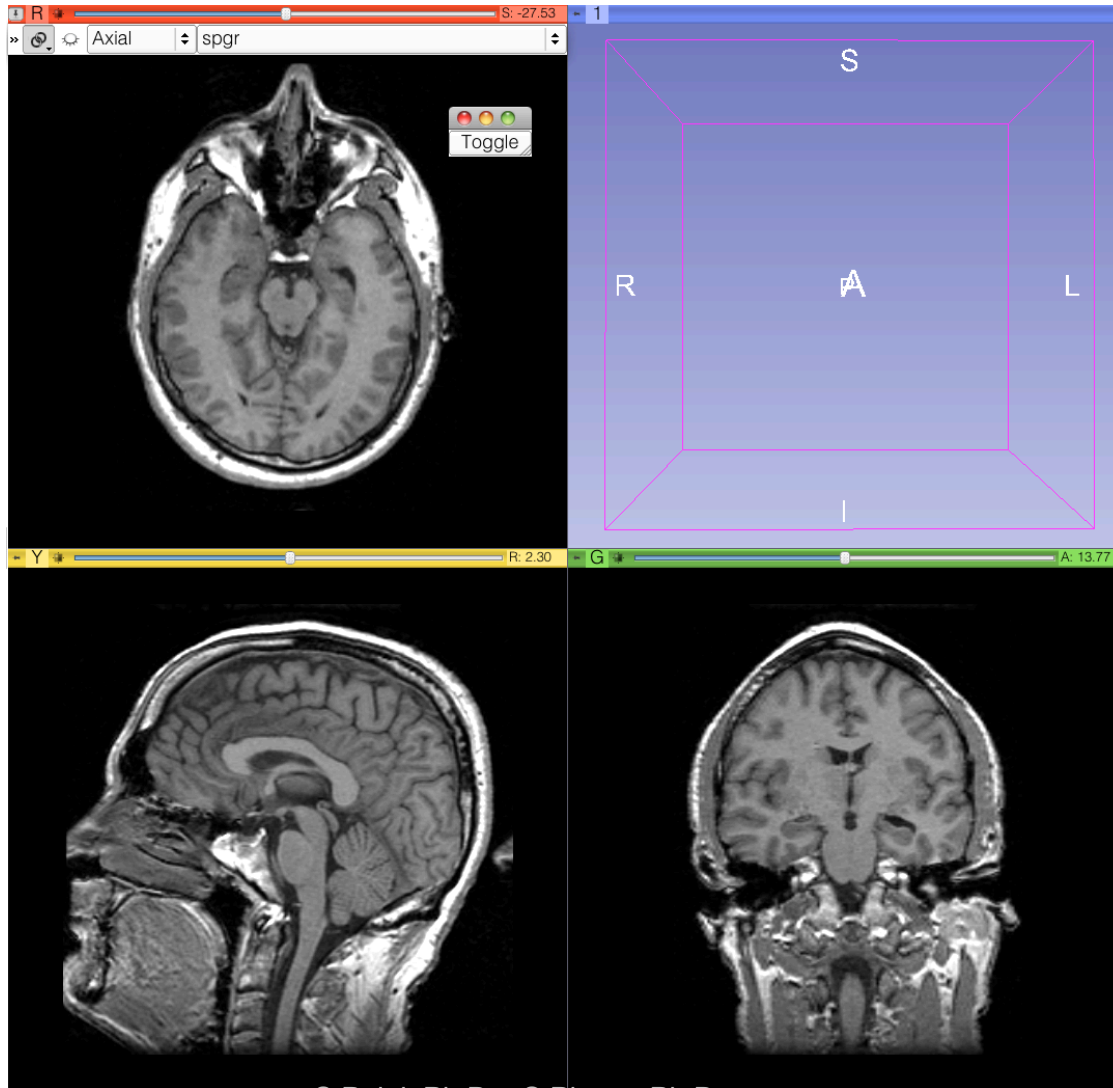 R S: -27.53
1
» Axial spgr
S
Toggle
R P A L
I
Y R: 2.30
G A: 13.77